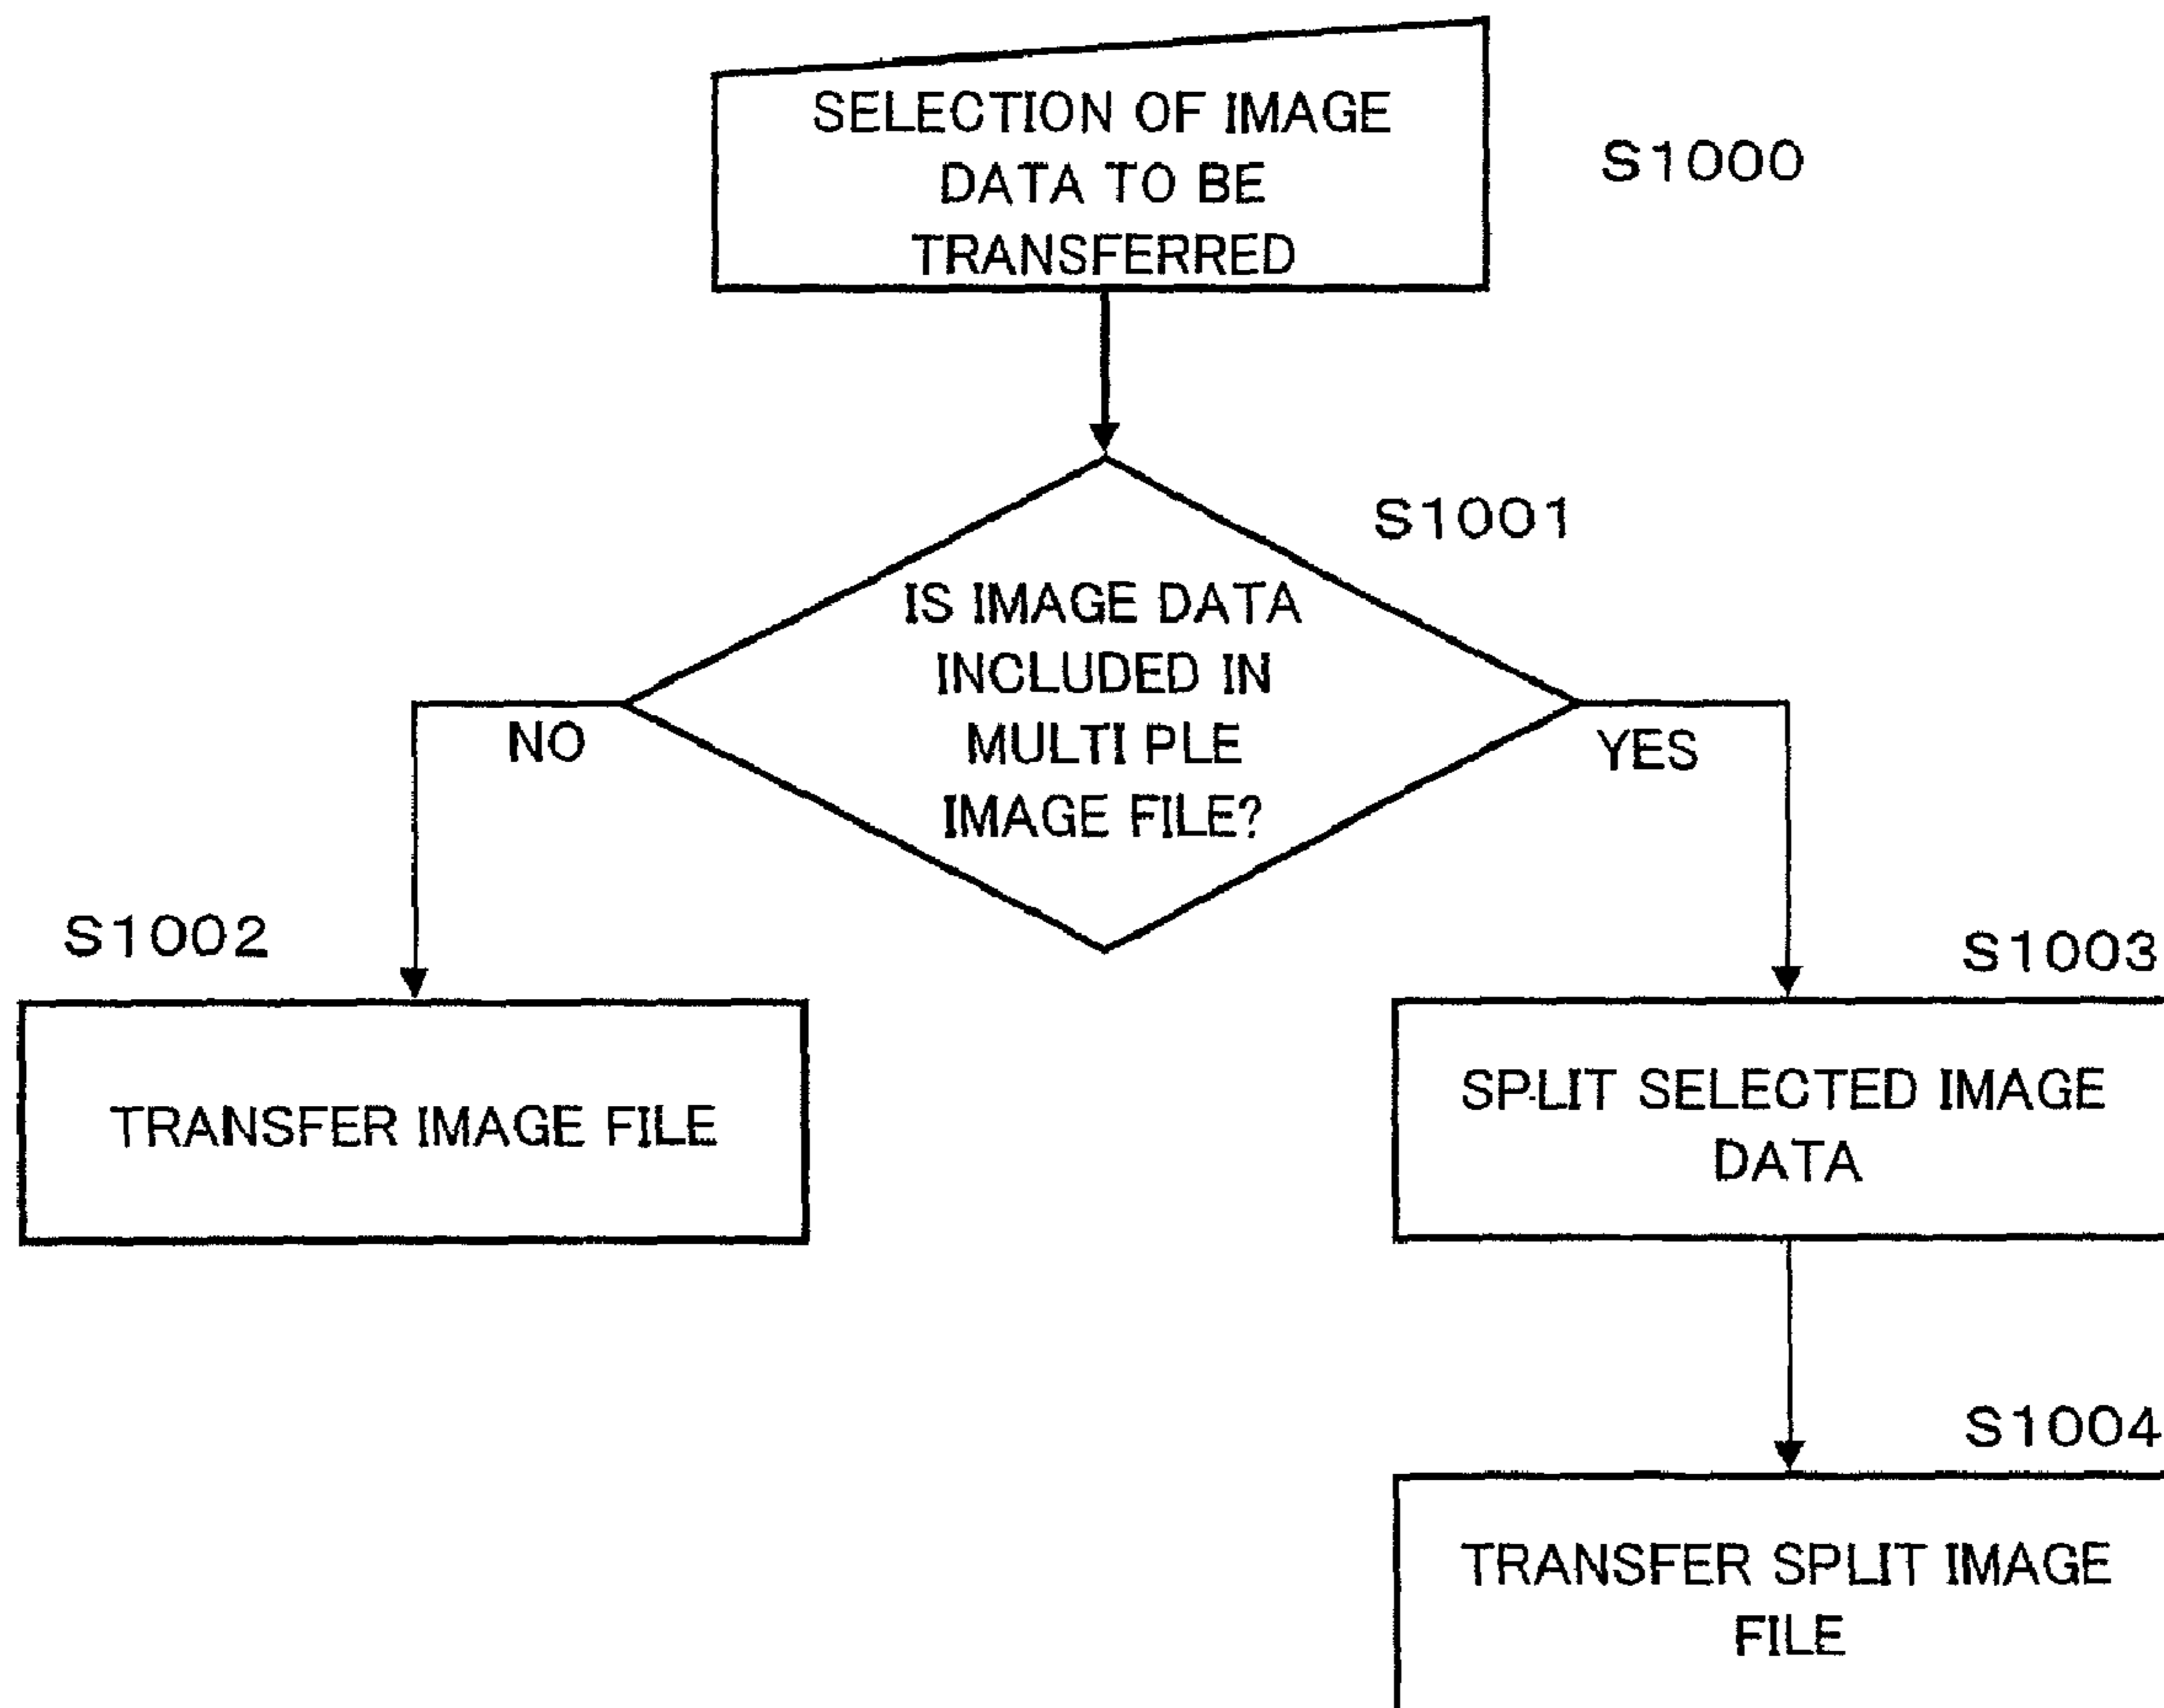 SELECTION OF IMAGE
DATA TO BE
TRANSFERRED
S1000
S1001
IS IMAGE DATA
INCLUDED IN
MULTI PLE
IMAGE FILE?
NO
YES
S1002
TRANSFER IMAGE FILE
S1003
SPLIT SELECTED IMAGE
DATA
S1004
TRANSFER SPLIT IMAGE
FILE